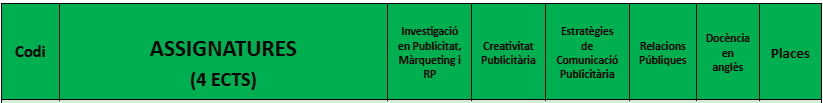 Codi
ASSIGNATURES
(4 ECTS)
Investigació
en Publicitat,
Màrqueting i
RP
Creativitat
Publicitària
Estratègies
de
Comunicació
Publicitària
Relacions
Públiques
Docència
en
anglès
Places